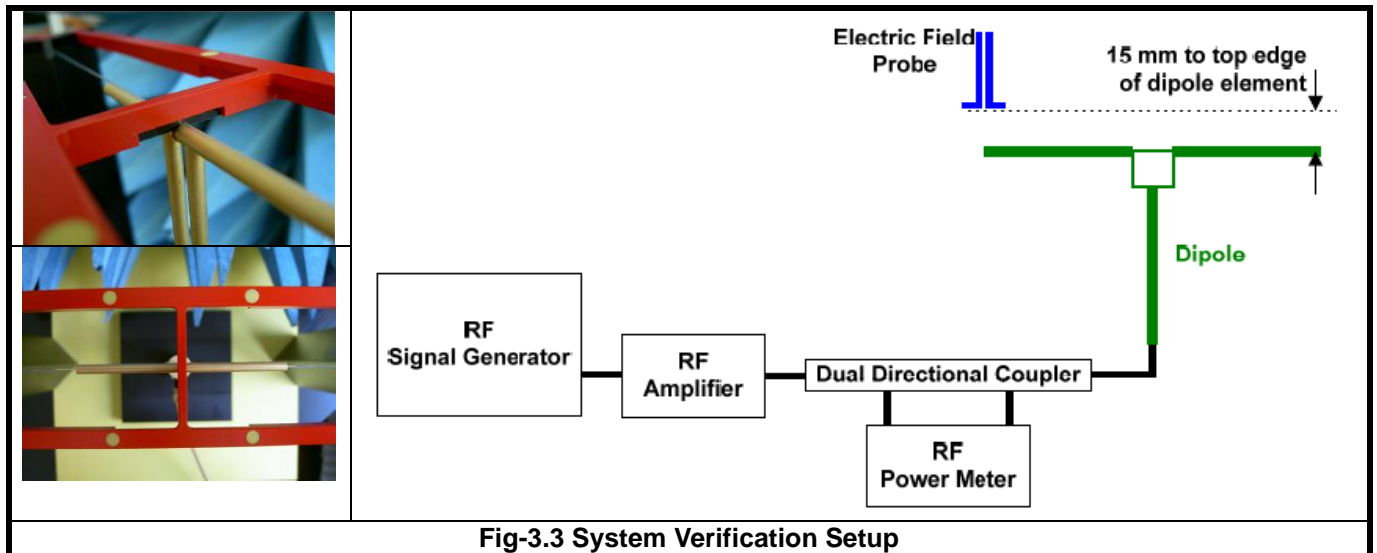 Electric Field
Probe
15 mm to top edge
of dipole element
Dipole
RF
Signal Generator
RF
Amplifier
Dual Directional Coupler
RF
Power Meter
Fig-3.3 System Verification Setup